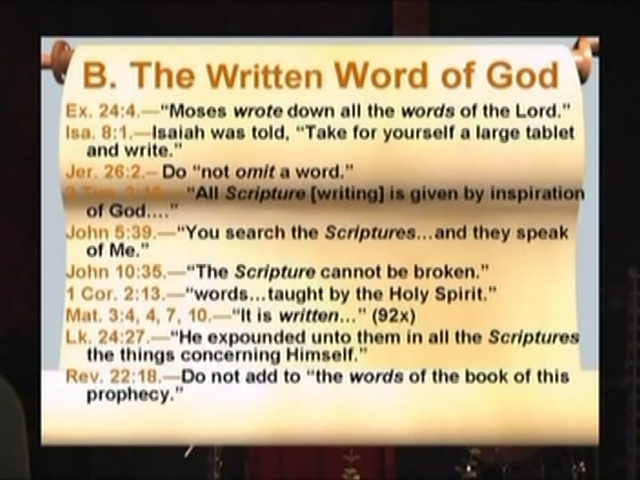 B. The Written Word of God
Ex. 24:4.—“Moses wrote down all the words of the Lord.”
Isa. 8:1.—Isaiah was told, “Take for yourself a large tablet
and write.”
Jer. 26:2.– Do “not omit a word.”
2 Tim. 3:16.— “All Scripture [writing] is given by inspiration
of God....”
John 5:39.—“You search the Scriptures...and they speak
of Me.”
John 10:35.—“The Scripture cannot be broken.”
1 Cor. 2:13.—“words...taught by the Holy Spirit.”
Mat. 3:4, 4, 7, 10.—“It is written...” (92x)
Lk. 24:27.—“He expounded unto them in all the Scriptures
the things concerning Himself.”
Rev. 22:18.—Do not add to “the words of the book of this
prophecy.”